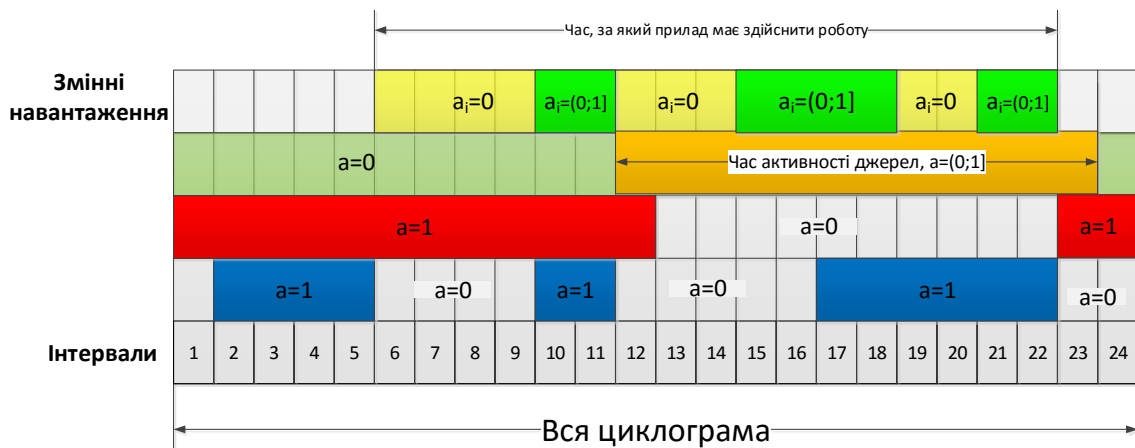 Час, за який прилад має здійснити роботу
Змінні навантаження
aᵢ=0 aᵢ=(0;1] aᵢ=0 aᵢ=(0;1] aᵢ=0 aᵢ=(0;1]
a=0 Час активності джерел, a=(0;1]
a=1 a=0 a=1
a=1 a=0 a=1 a=0 a=1 a=0
Інтервали 1 2 3 4 5 6 7 8 9 10 11 12 13 14 15 16 17 18 19 20 21 22 23 24
Вся циклограма